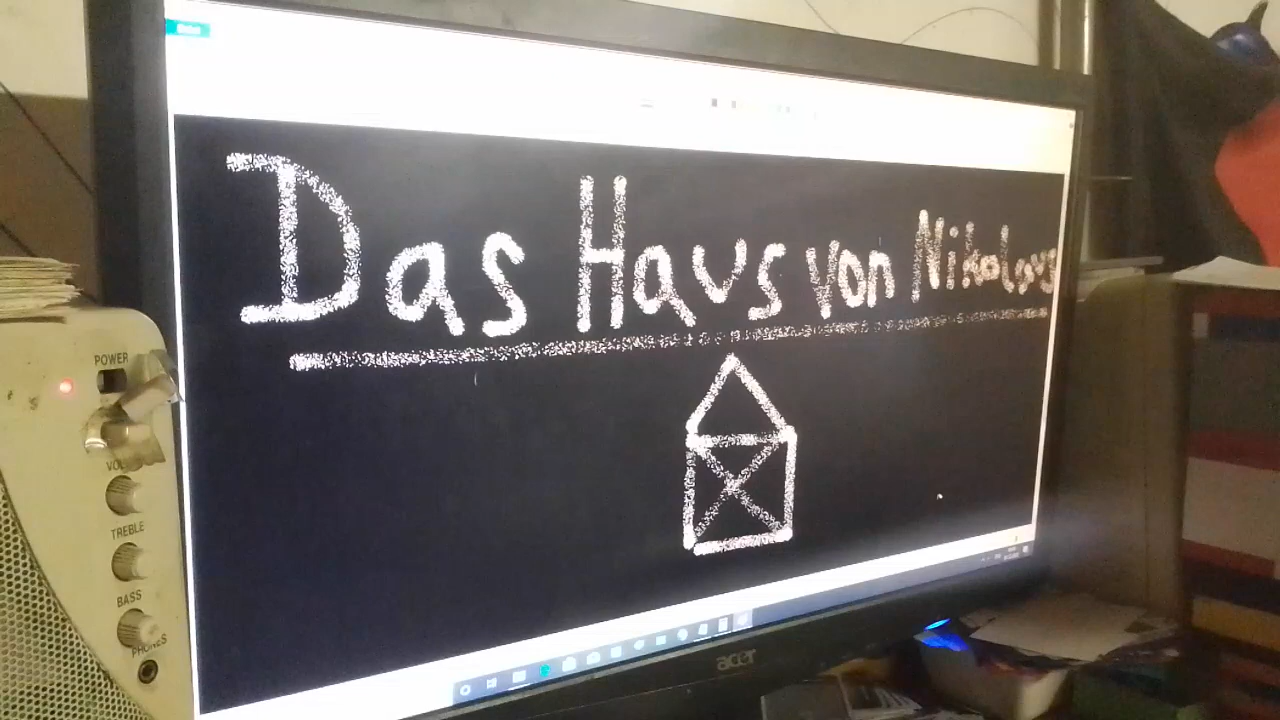 Das Haus von Nikolaus
POWER
TREBLE
BASS
PHONES
acer